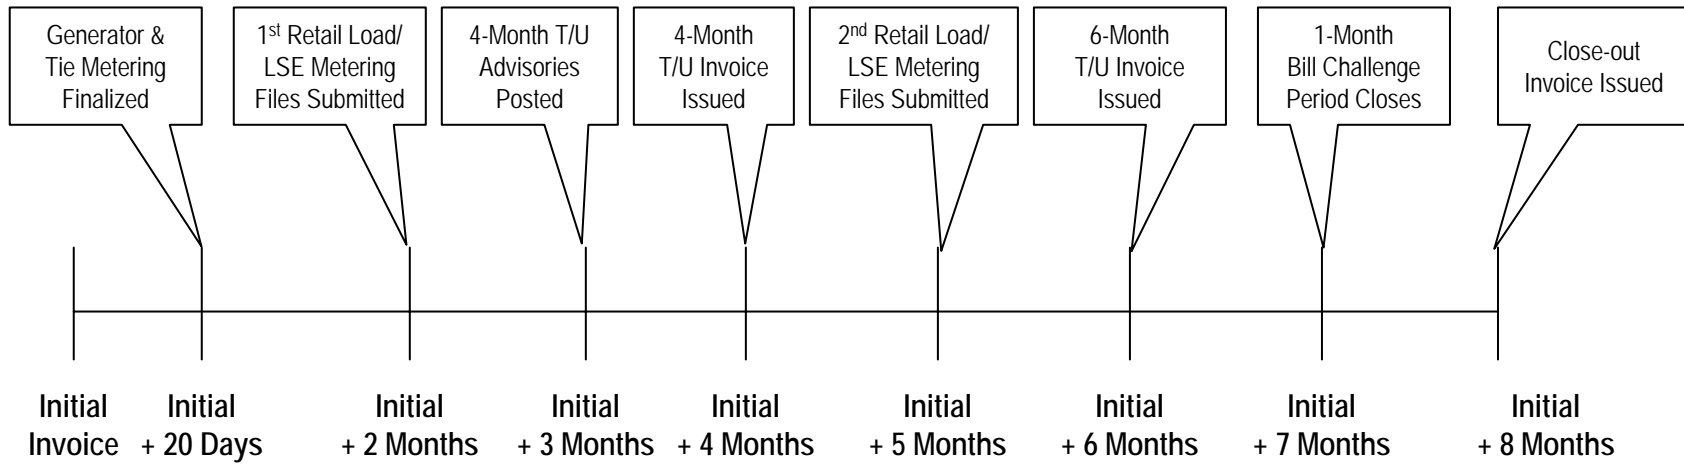 Generator &
Tie Metering
Finalized
1st Retail Load/
LSE Metering
Files Submitted
4-Month T/U
Advisories
Posted
4-Month
T/U Invoice
Issued
2nd Retail Load/
LSE Metering
Files Submitted
6-Month
T/U Invoice
Issued
1-Month
Bill Challenge
Period Closes
Close-out
Invoice Issued
Initial
Invoice
Initial
+ 20 Days
Initial
+ 2 Months
Initial
+ 3 Months
Initial
+ 4 Months
Initial
+ 5 Months
Initial
+ 6 Months
Initial
+ 7 Months
Initial
+ 8 Months